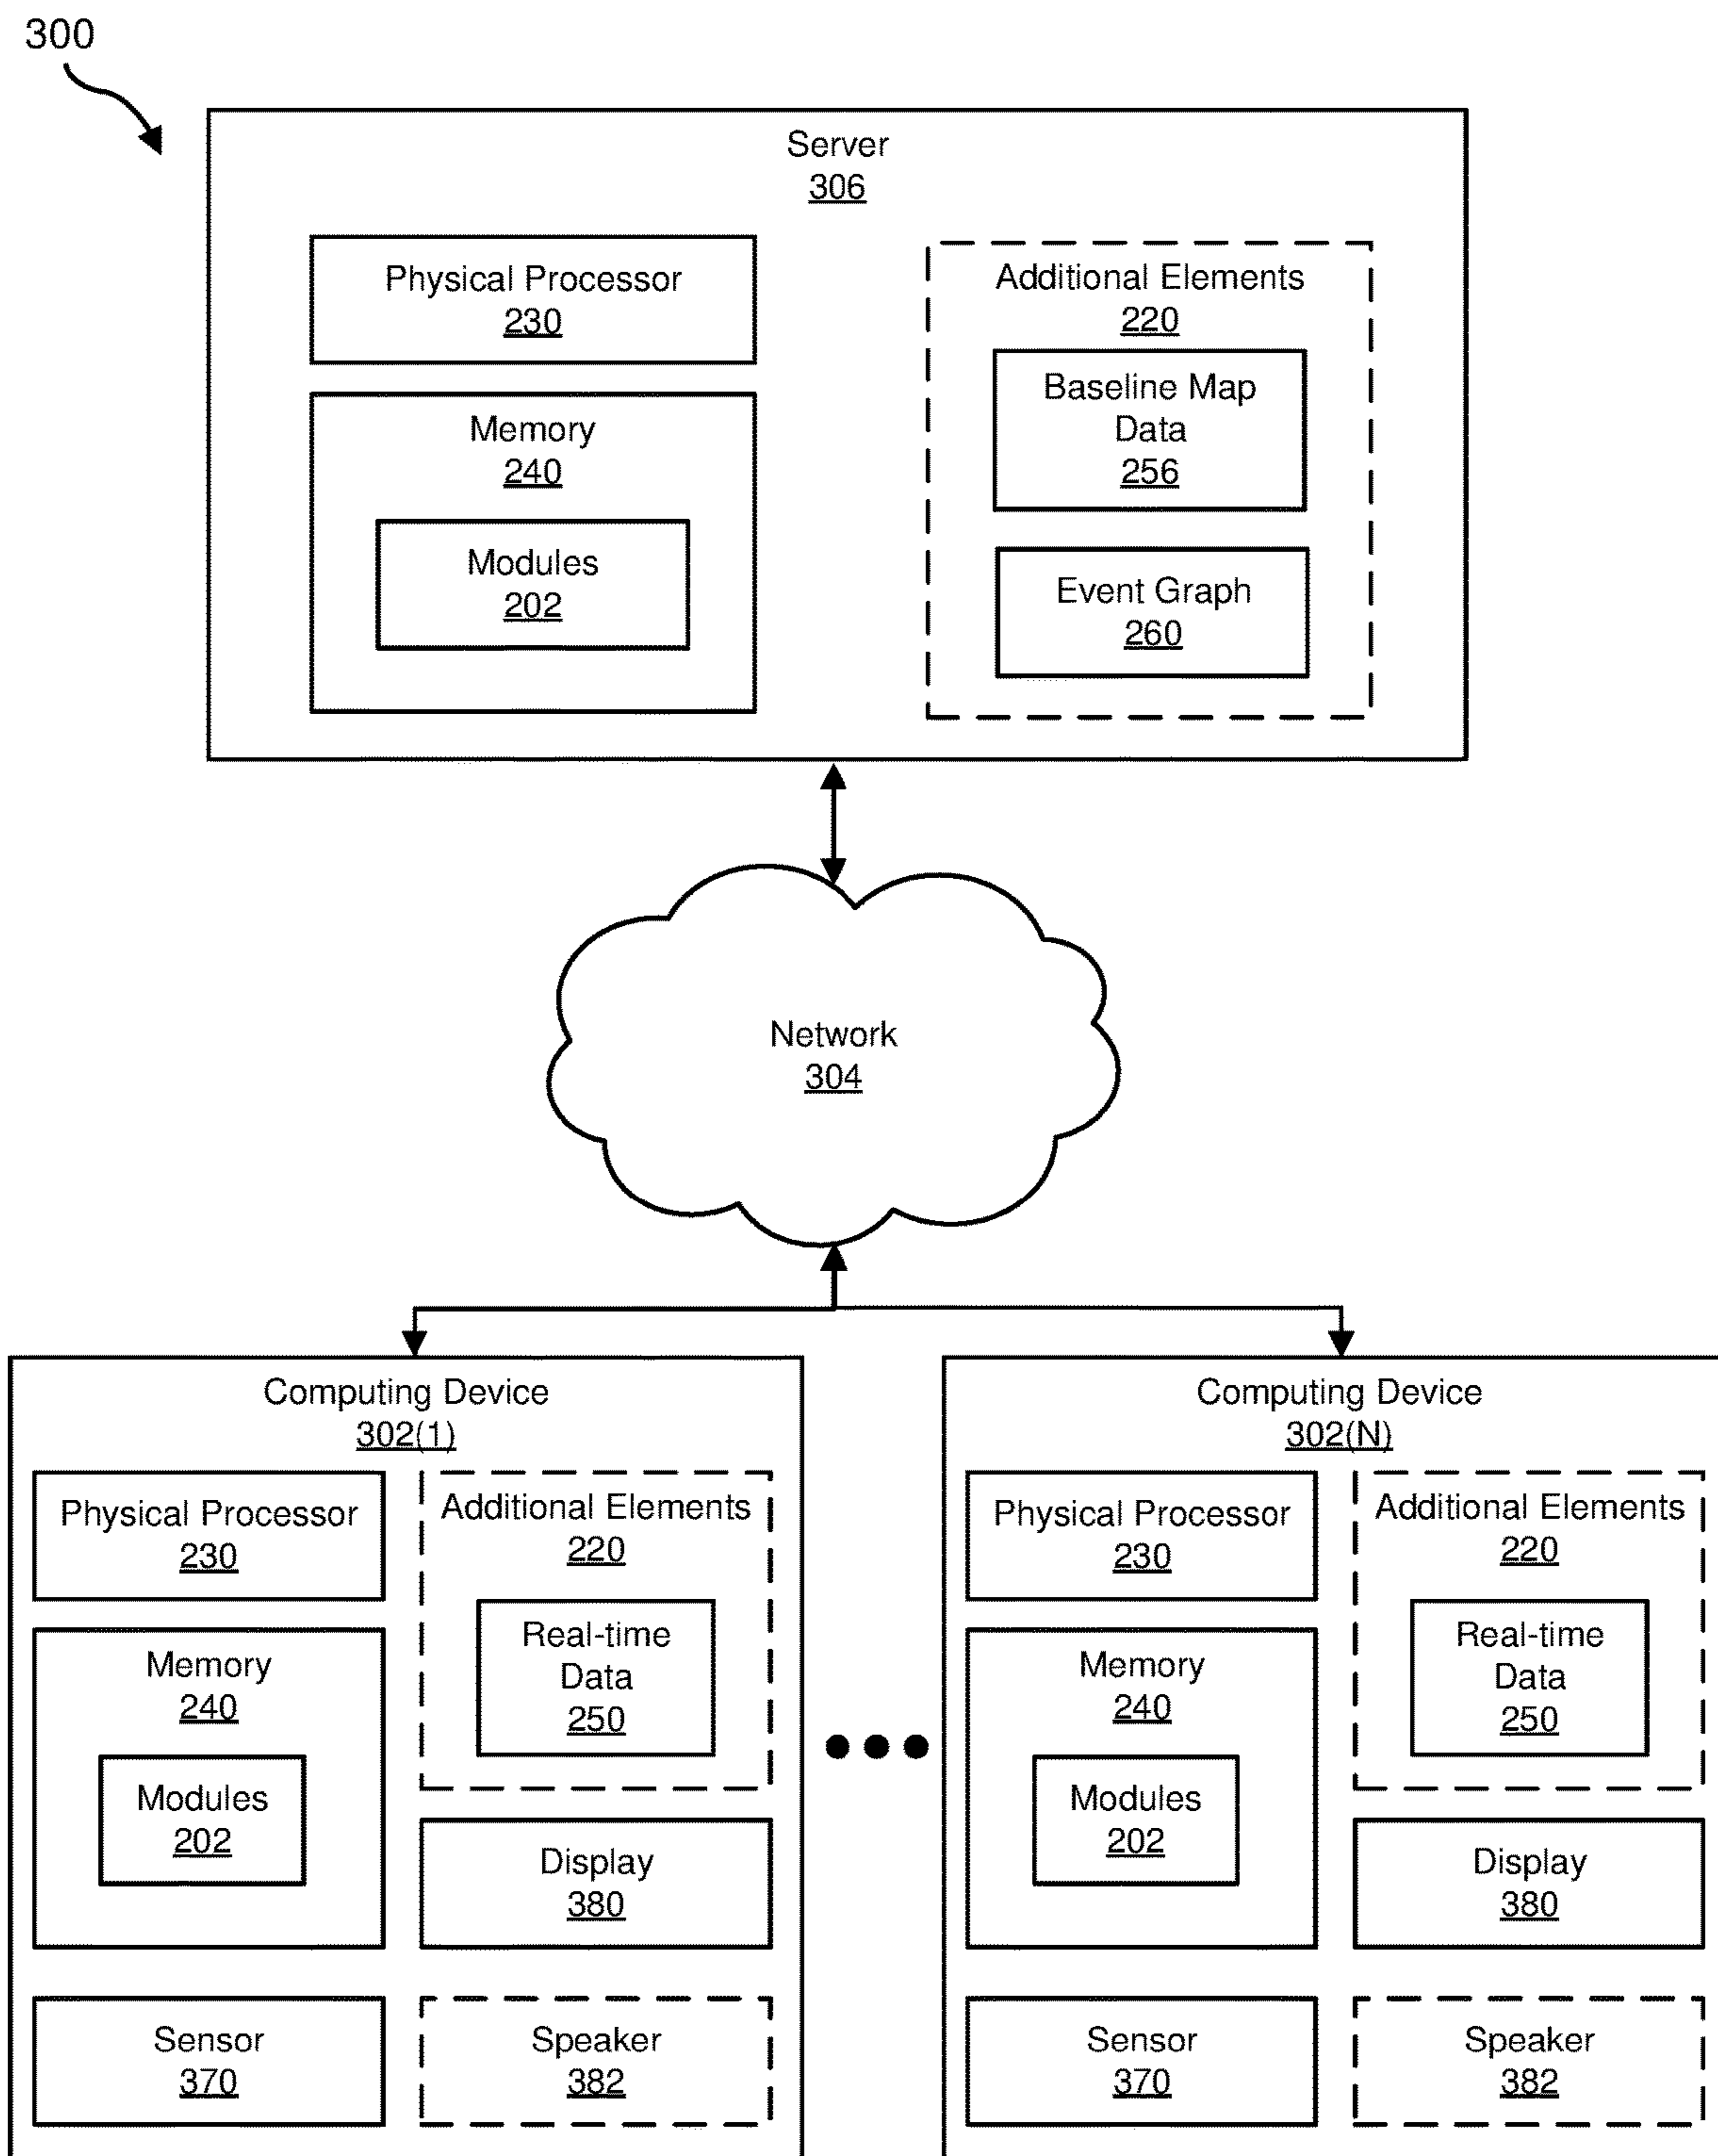 300
Server
306
Physical Processor
230
Memory
240
Modules
202
Additional Elements
220
Baseline Map
Data
256
Event Graph
260
Network
304
Computing Device
302(1)
Physical Processor
230
Memory
240
Modules
202
Sensor
370
Additional Elements
220
Real-time
Data
250
Display
380
Speaker
382
Computing Device
302(N)
Physical Processor
230
Memory
240
Modules
202
Sensor
370
Additional Elements
220
Real-time
Data
250
Display
380
Speaker
382